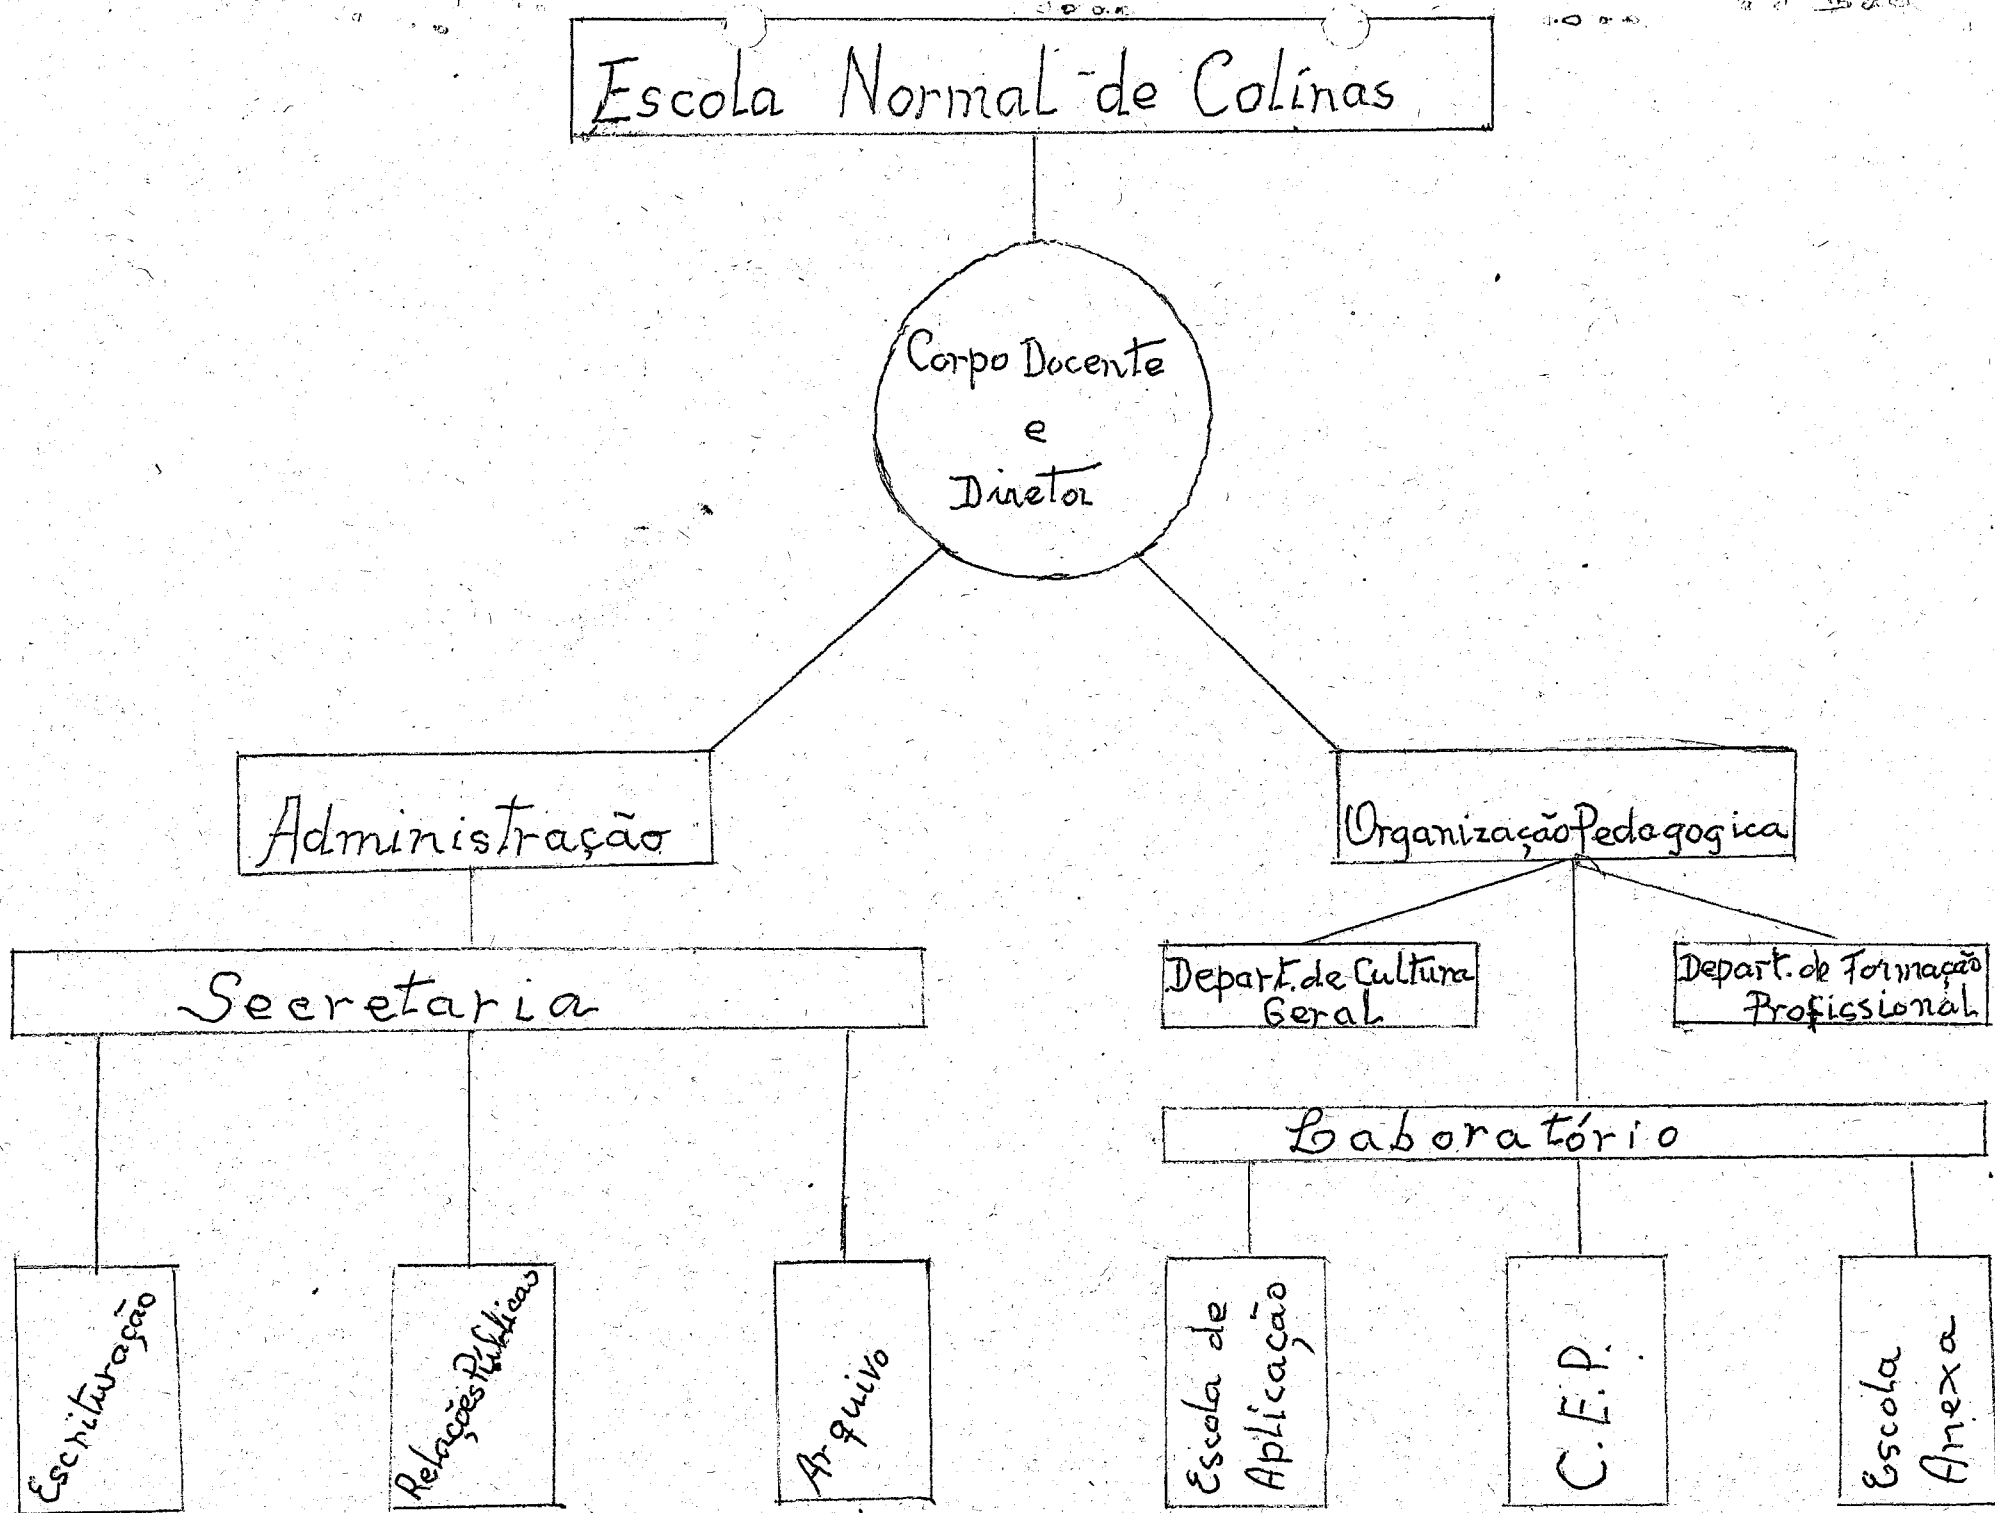 Escola Normal de Colinas
Corpo Docente
e
Diretor
Administração
Organização Pedagogica
Secretaria
Depart. de Cultura
Geral
Depart. de Formação
Profissional
Laboratório
Escrituração
Relações Públicas
Arquivo
Escola de
Aplicação
C.E.P.
Escola
Anexa